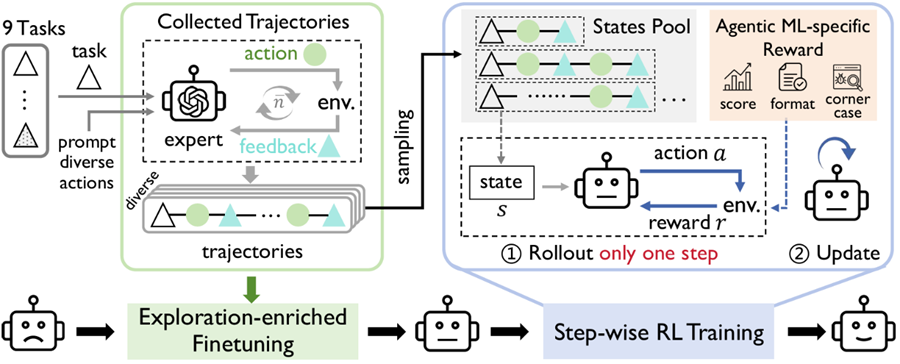 9 Tasks
task
prompt
diverse
actions
Collected Trajectories
action
n
env.
expert
feedback
diverse
trajectories
sampling
States Pool
Agentic ML-specific
Reward
score
format
corner
case
state
s
action a
env.
reward r
① Rollout only one step
② Update
Exploration-enriched
Finetuning
Step-wise RL Training